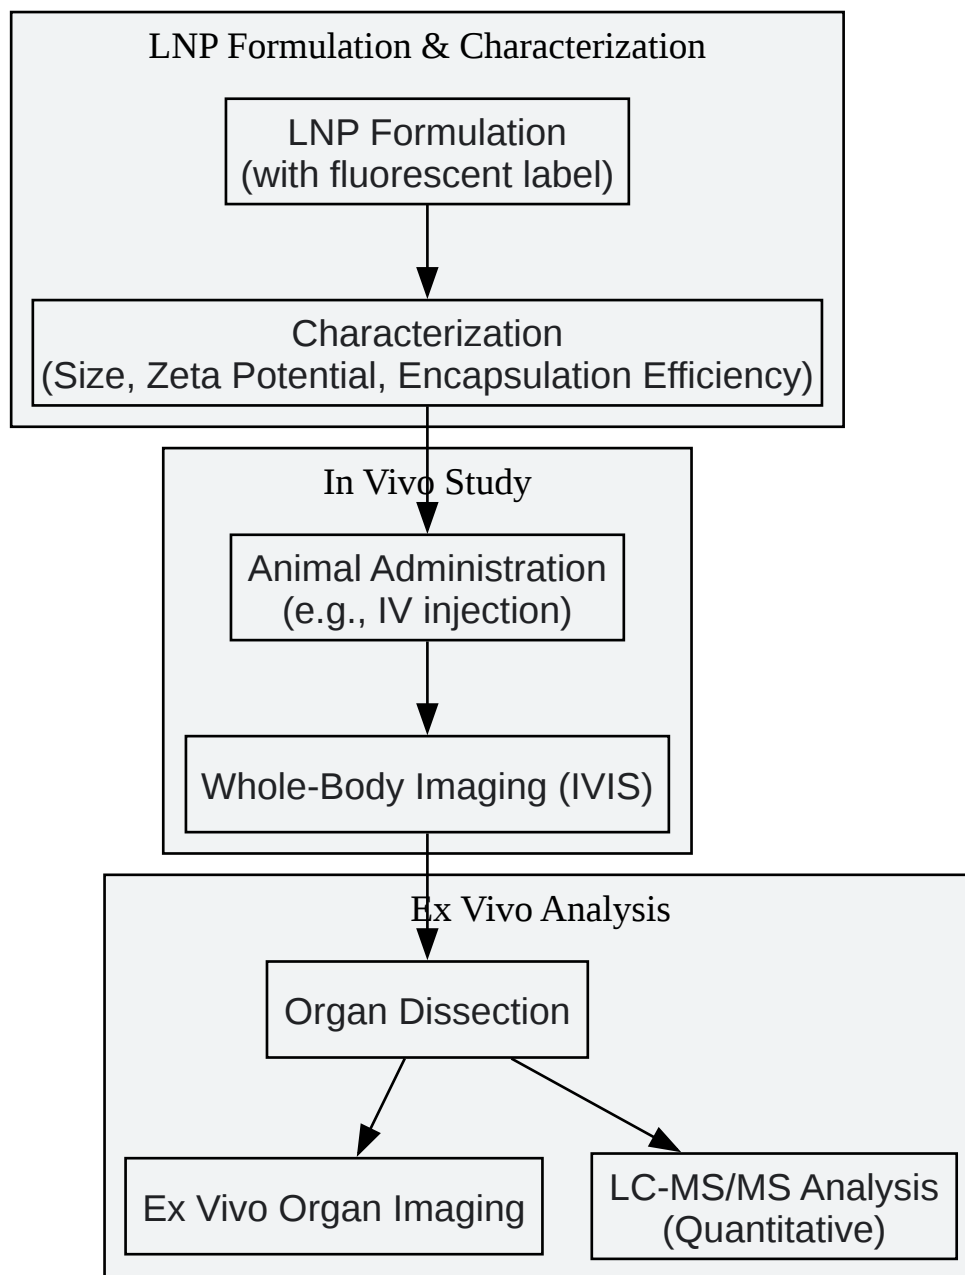 LNP Formulation & Characterization
LNP Formulation
(with fluorescent label)
Characterization
(Size, Zeta Potential, Encapsulation Efficiency)
In Vivo Study
Animal Administration
(e.g., IV injection)
Whole-Body Imaging (IVIS)
Ex Vivo Analysis
Organ Dissection
Ex Vivo Organ Imaging
LC-MS/MS Analysis
(Quantitative)